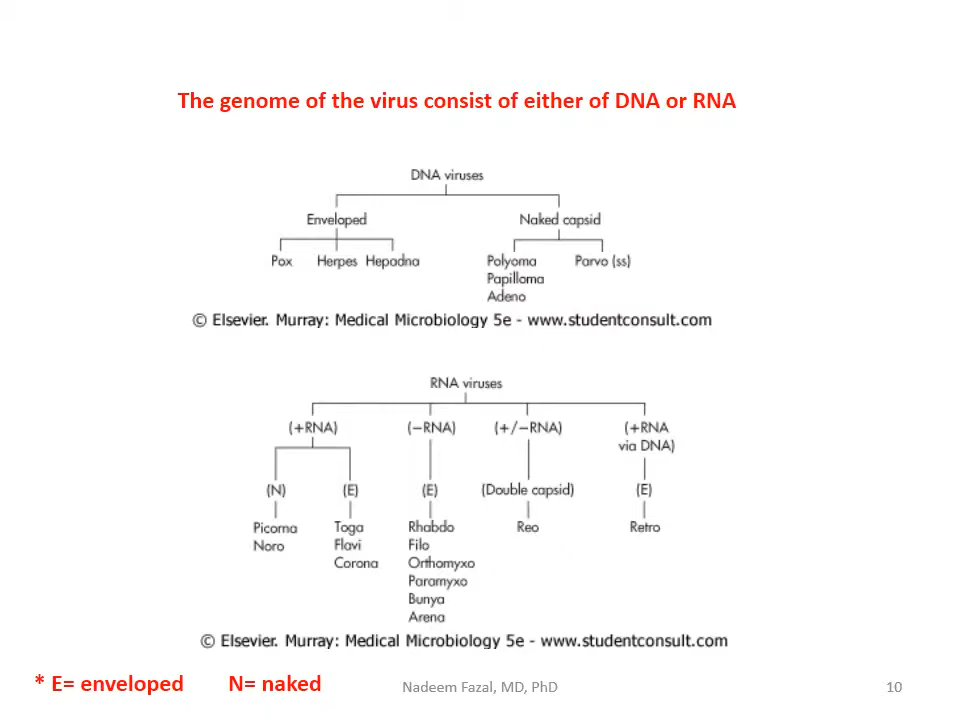 The genome of the virus consist of either of DNA or RNA
DNA viruses
Enveloped
Naked capsid
Pox
Herpes
Hepadna
Polyoma
Papilloma
Adeno
Parvo (ss)
© Elsevier. Murray: Medical Microbiology 5e - www.studentconsult.com
RNA viruses
(+RNA)
(−RNA)
(+/−RNA)
(+RNA
via DNA)
(N)
(E)
(E)
(Double capsid)
(E)
Picorna
Noro
Toga
Flavi
Corona
Rhabdo
Filo
Orthomyxo
Paramyxo
Bunya
Arena
Reo
Retro
© Elsevier. Murray: Medical Microbiology 5e - www.studentconsult.com
* E= enveloped N= naked
Nadeem Fazal, MD, PhD
10